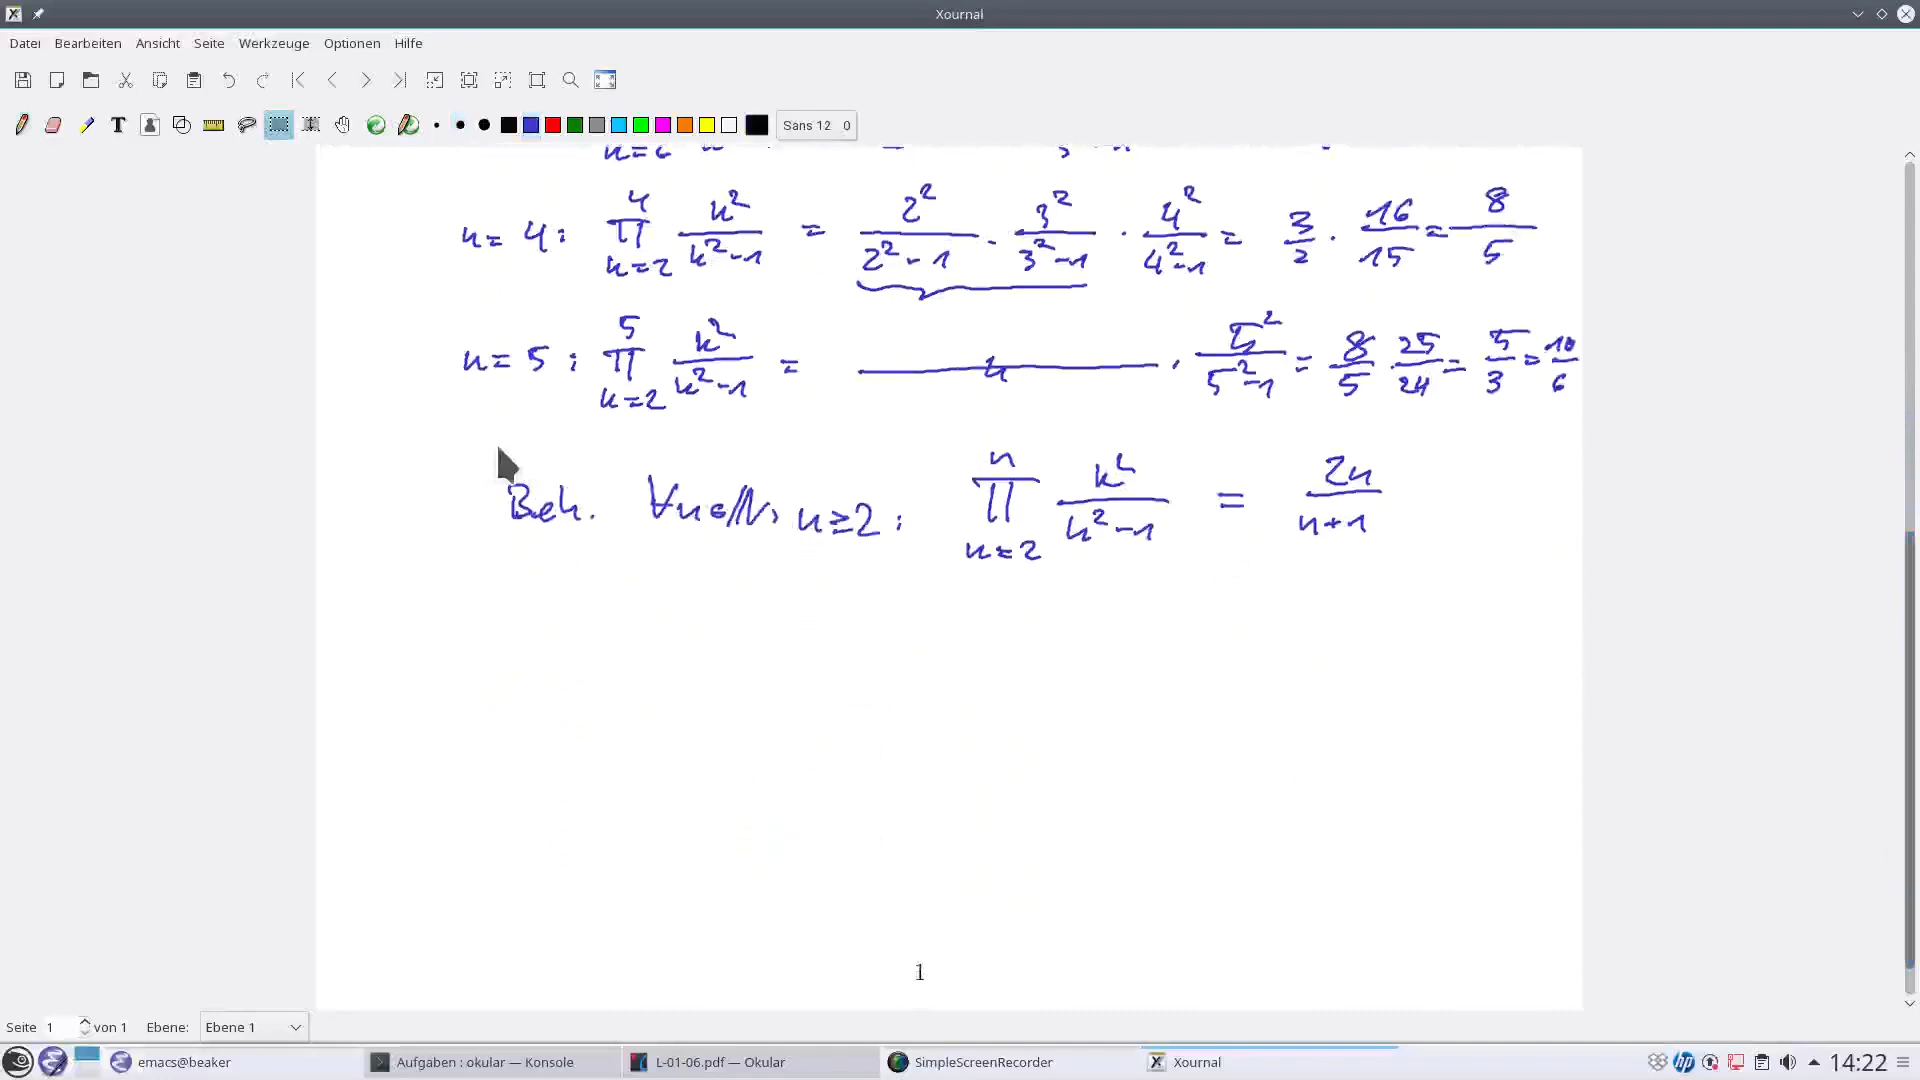 Xournal
Datei Bearbeiten Ansicht Seite Werkzeuge Optionen Hilfe
Sans 12 0
n = 4 : ∏_{k=2}^{4} k²/(k²-1) = 2²/(2²-1) · 3²/(3²-1) · 4²/(4²-1) = 3/2 · 16/15 = 8/5
n = 5 : ∏_{k=2}^{5} k²/(k²-1) = —"— · 5²/(5²-1) = 8/5 · 25/24 = 5/3 = 10/6
Beh. ∀n∈ℕ, n≥2 : ∏_{k=2}^{n} k²/(k²-1) = 2n/(n+1)
1
Seite 1 von 1 Ebene: Ebene 1
emacs@beaker Aufgaben : okular — Konsole L-01-06.pdf — Okular SimpleScreenRecorder Xournal 14:22